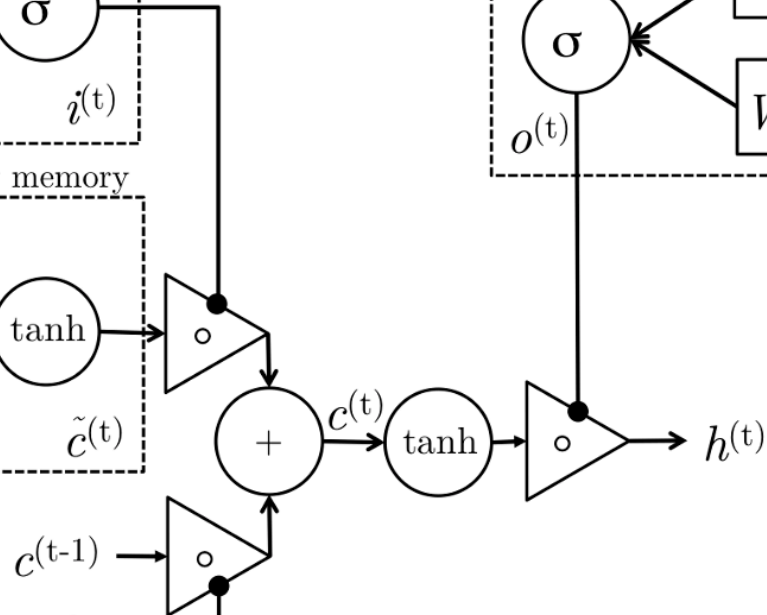 σ
σ
i^(t)
o^(t)
memory
tanh
c̃^(t)
c^(t)
+
tanh
h^(t)
c^(t-1)